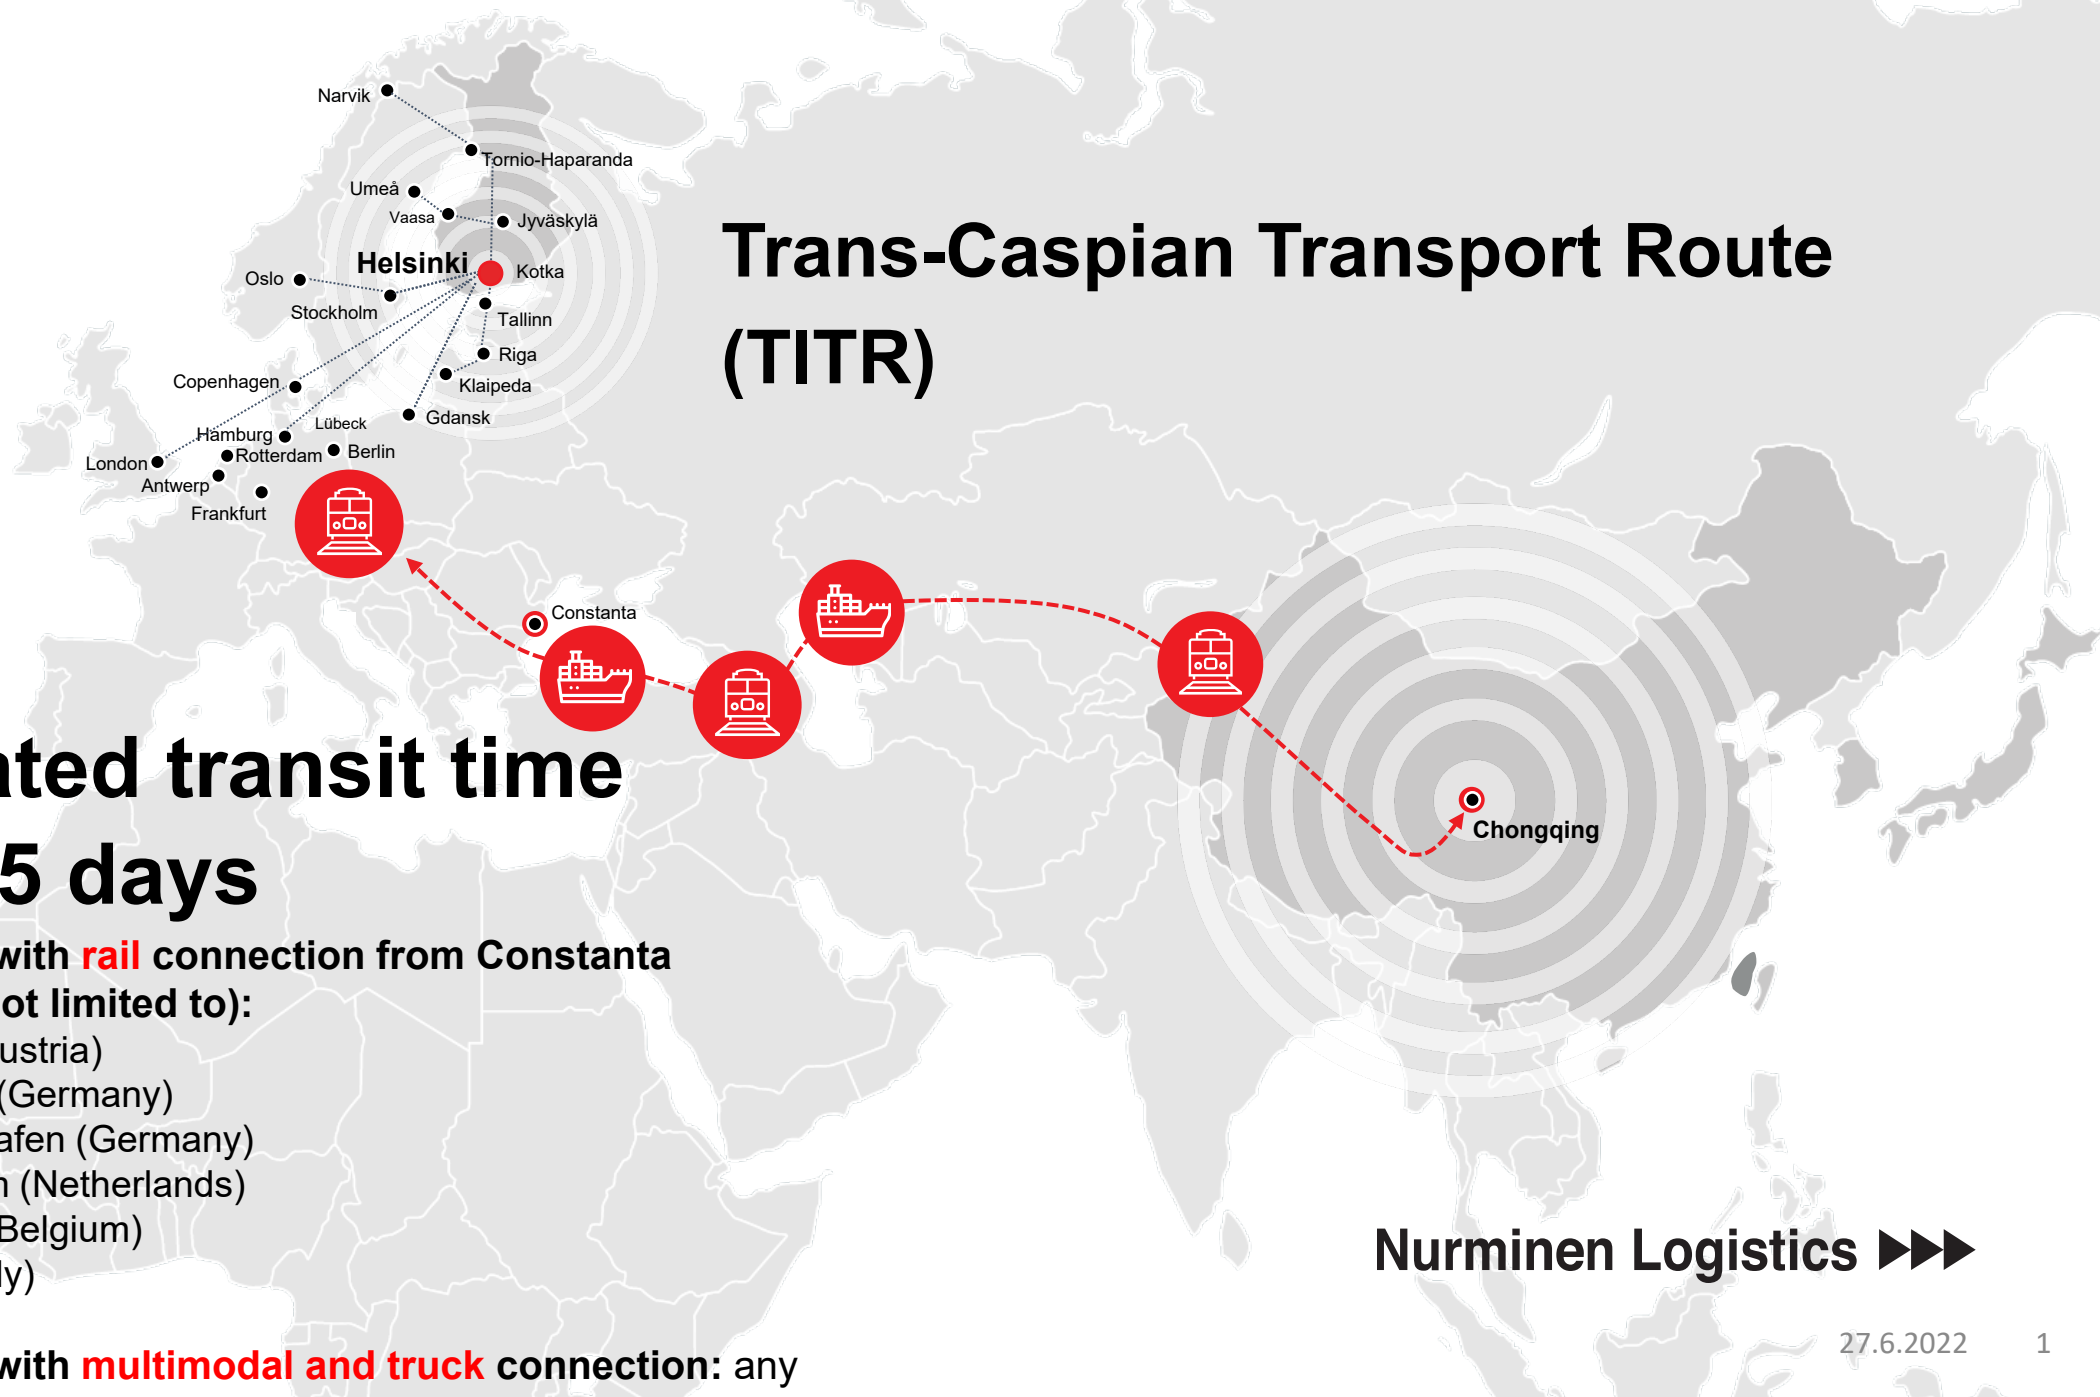 Narvik
Tornio-Haparanda
Umeå
Vaasa
Jyväskylä
Helsinki
Kotka
Oslo
Stockholm
Tallinn
Riga
Copenhagen
Klaipeda
Gdansk
Lübeck
Hamburg
Rotterdam
Berlin
London
Antwerp
Frankfurt
Trans-Caspian Transport Route
(TITR)
Constanta
Chongqing
ated transit time
5 days
with rail connection from Constanta
ot limited to):
ustria)
(Germany)
afen (Germany)
n (Netherlands)
Belgium)
ly)
with multimodal and truck connection: any
Nurminen Logistics
27.6.2022 1